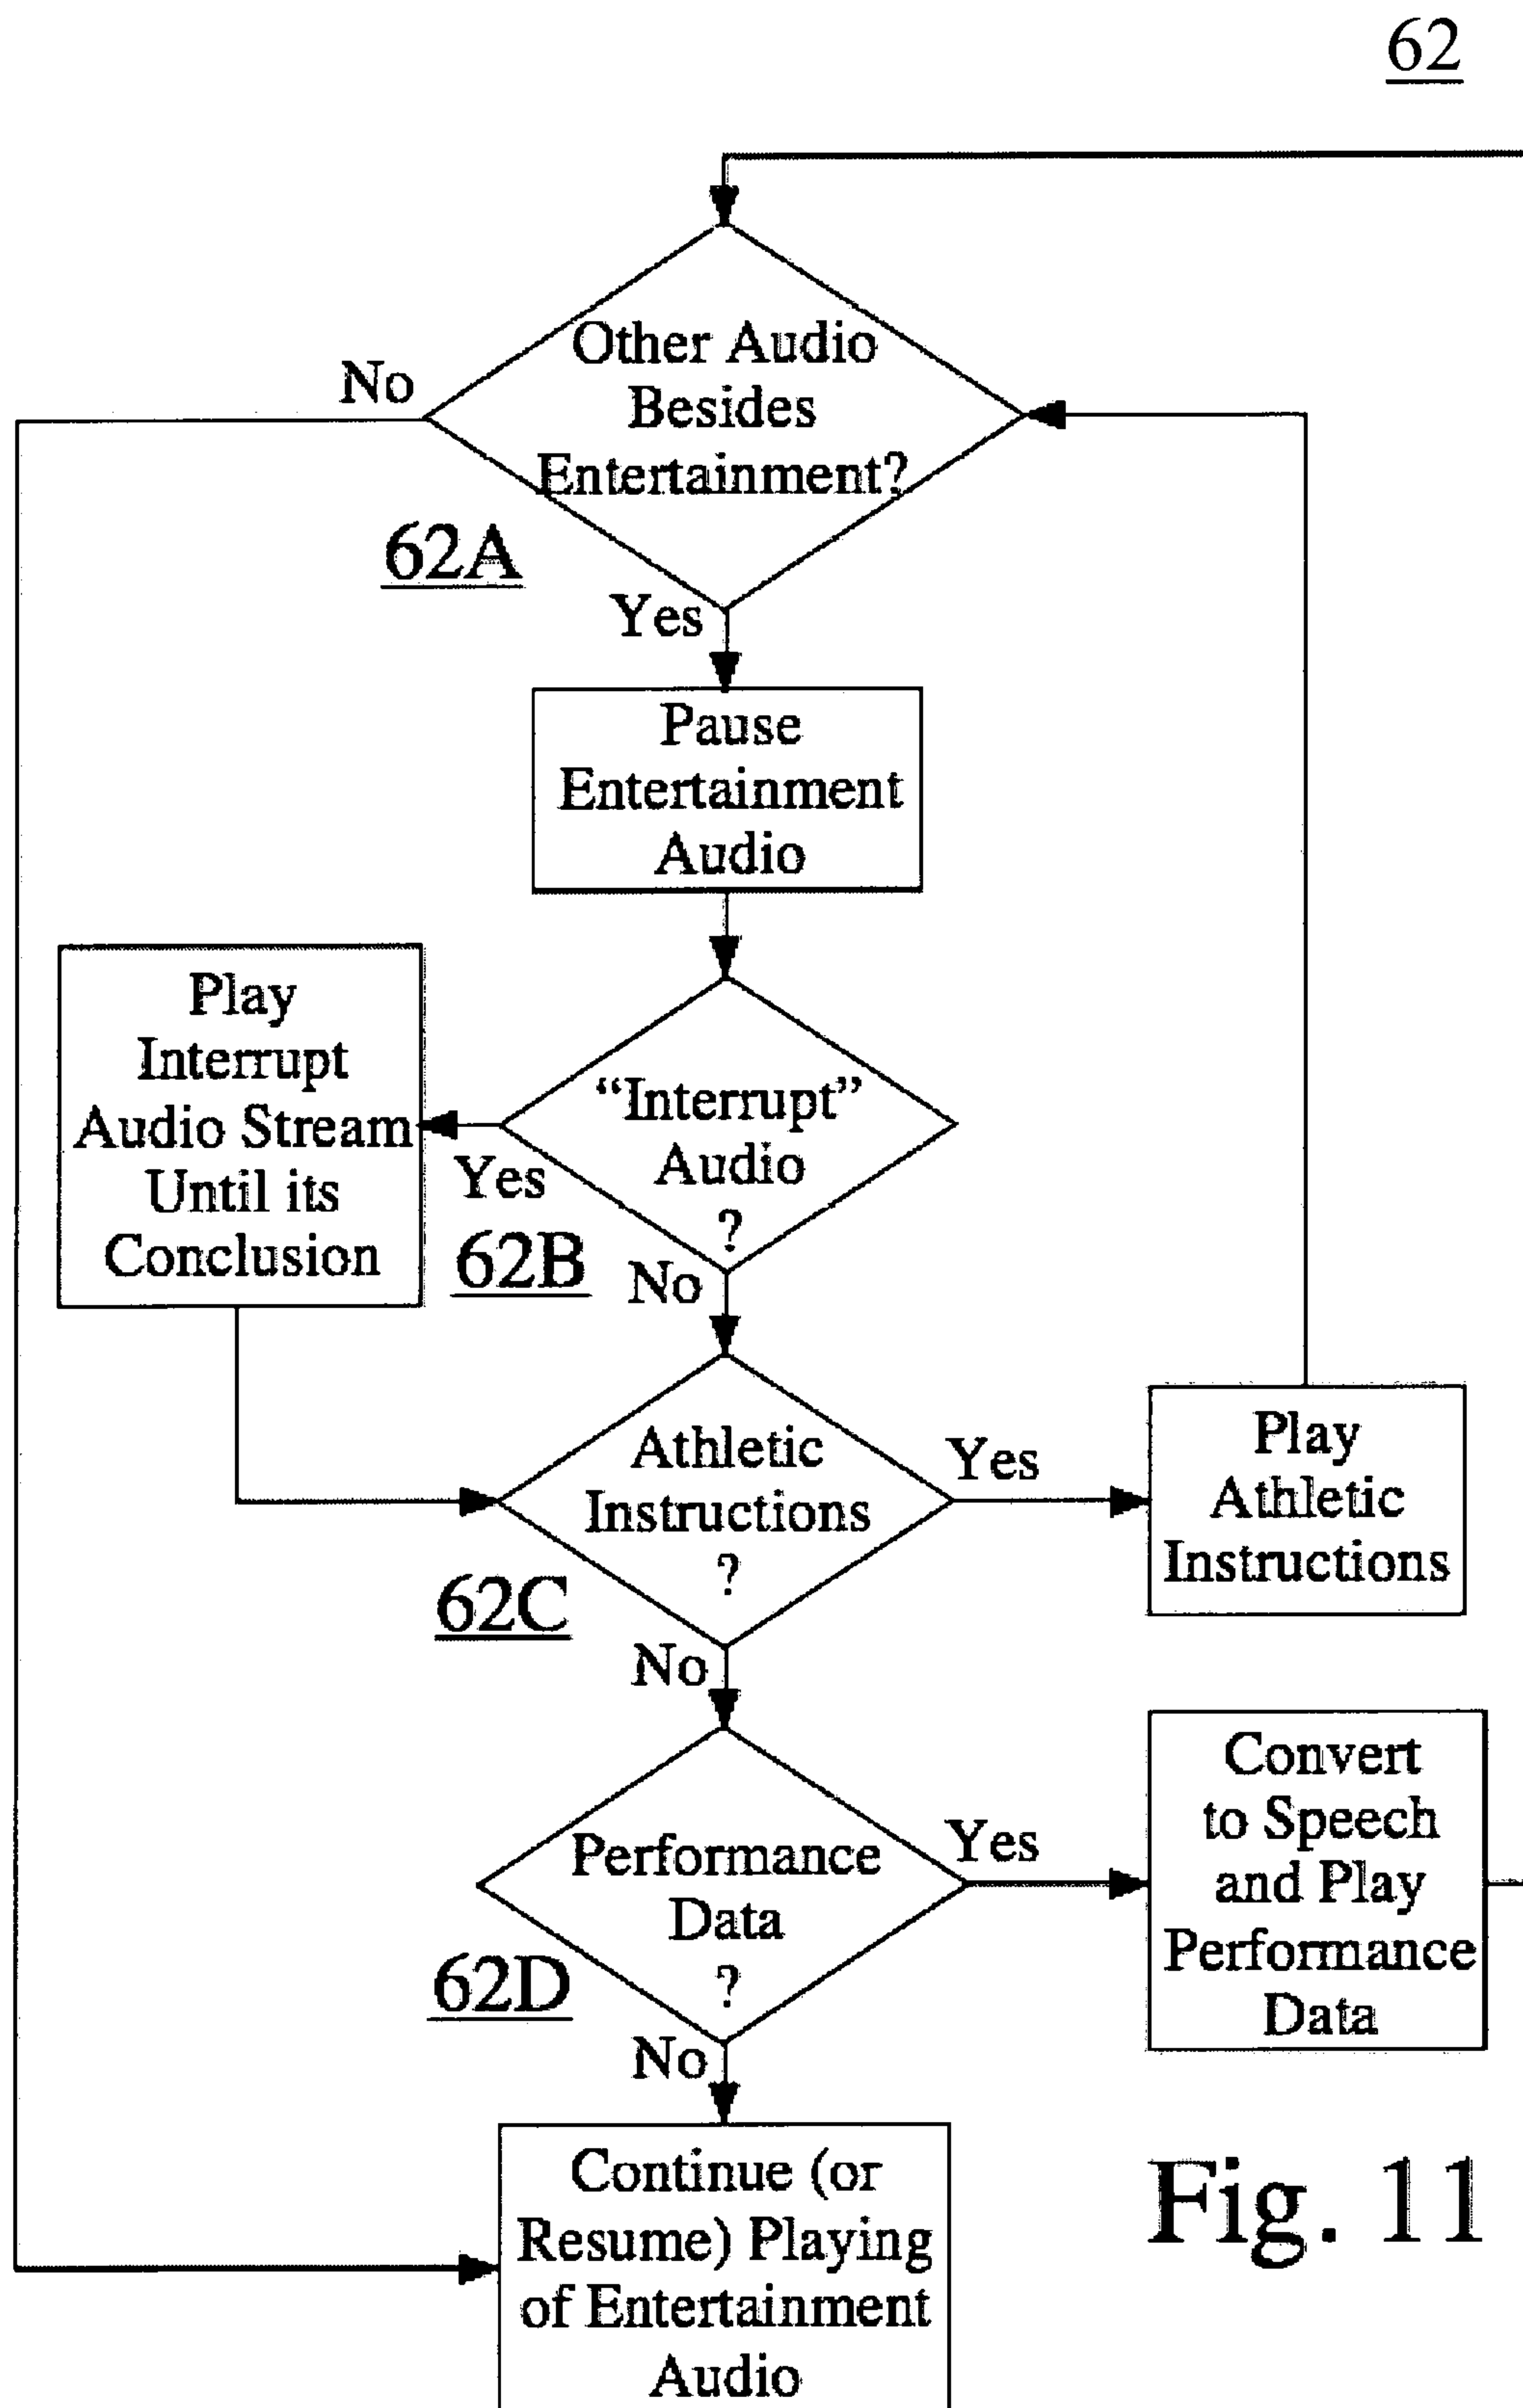 62
Other Audio
Besides
Entertainment?
No
62A
Yes
Pause
Entertainment
Audio
Play
Interrupt
Audio Stream
Until its
Conclusion
“Interrupt”
Audio
?
Yes
62B
No
Athletic
Instructions
?
Yes
62C
No
Play
Athletic
Instructions
Performance
Data
?
Yes
62D
No
Convert
to Speech
and Play
Performance
Data
Continue (or
Resume) Playing
of Entertainment
Audio
Fig. 11